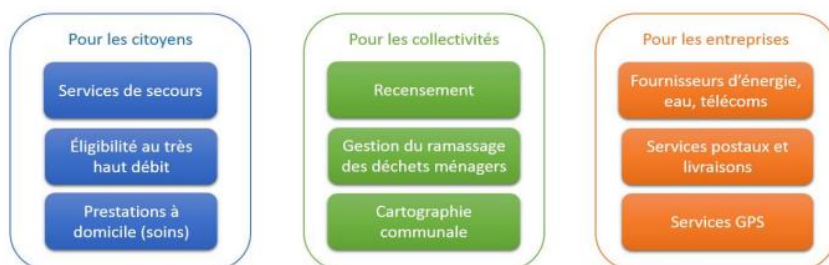 Pour les citoyens
Services de secours
Éligibilité au très
haut débit
Prestations à
domicile (soins)
Pour les collectivités
Recensement
Gestion du ramassage
des déchets ménagers
Cartographie
communale
Pour les entreprises
Fournisseurs d'énergie,
eau, télécoms
Services postaux et
livraisons
Services GPS